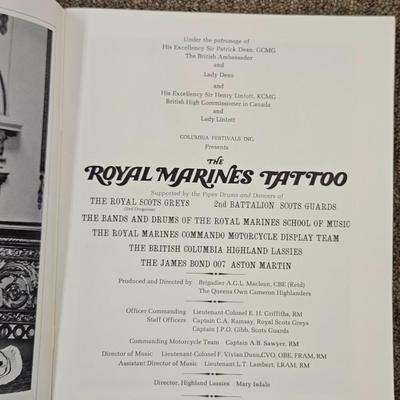 Under the patronage of
His Excellency Sir Patrick Dean, GCMG
The British Ambassador
and
Lady Dean
and
His Excellency Sir Henry Lintott, KCMG
British High Commissioner in Canada
and
Lady Lintott
COLUMBIA FESTIVALS INC.
Presents
THE
ROYAL MARINES TATTOO
Supported by the Pipes Drums and Dancers of
THE ROYAL SCOTS GREYS 2nd BATTALION SCOTS GUARDS
(2nd Dragoons)
THE BANDS AND DRUMS OF THE ROYAL MARINES SCHOOL OF MUSIC
THE ROYAL MARINES COMMANDO MOTORCYCLE DISPLAY TEAM
THE BRITISH COLUMBIA HIGHLAND LASSIES
THE JAMES BOND 007 ASTON MARTIN
Produced and Directed by Brigadier A.G.L. Maclean, CBE (Retd)
The Queens Own Cameron Highlanders
Officer Commanding Lieutenant-Colonel E. H. Griffiths, RM
Staff Officers Captain C.A. Ramsay, Royal Scots Greys
Captain J.P.O. Gibb, Scots Guards
Commanding Motorcycle Team Captain A.B. Sawyer, RM
Director of Music Lieutenant-Colonel F. Vivian Dunn, CVO, OBE, FRAM, RM
Assistant Director of Music Lieutenant L.T. Lambert, LRAM, RM
Director, Highland Lassies Mary Isdale